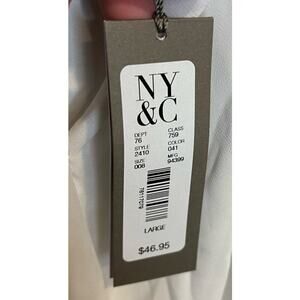 NY
&C
DEPT CLASS
76 759
STYLE COLOR
2410 041
SIZE MFG
008 94399
LARGE
$46.95